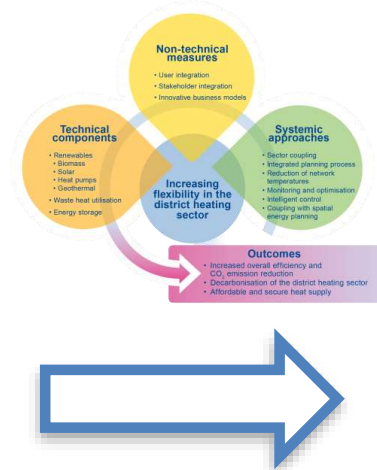 Non-technical
measures
• User integration
• Stakeholder integration
• Innovative business models
Technical
components
• Renewables
• Biomass
• Solar
• Heat pumps
• Geothermal
• Waste heat utilisation
• Energy storage
Increasing
flexibility in the
district heating
sector
Systemic
approaches
• Sector coupling
• Integrated planning process
• Reduction of network
temperatures
• Monitoring and optimisation
• Intelligent control
• Coupling with spatial
energy planning
Outcomes
• Increased overall efficiency and
CO₂ emission reduction
• Decarbonisation of the district heating sector
• Affordable and secure heat supply